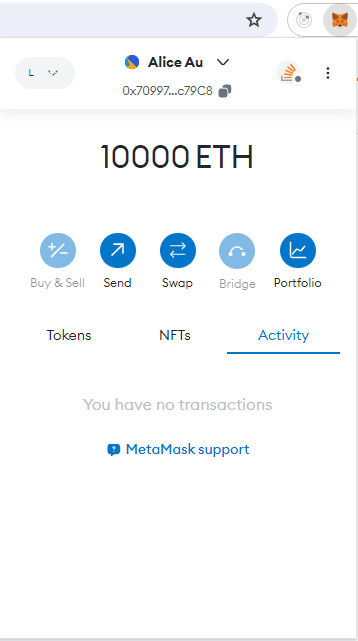 L
Alice Au
0x70997...c79C8
10000 ETH
Buy & Sell
Send
Swap
Bridge
Portfolio
Tokens
NFTs
Activity
You have no transactions
MetaMask support